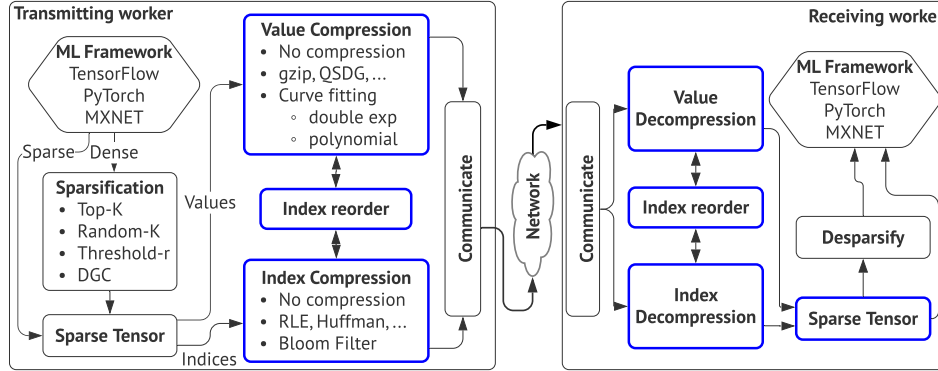 Transmitting worker
ML Framework
TensorFlow
PyTorch
MXNET
Sparse
Dense
Sparsification
• Top-K
• Random-K
• Threshold-r
• DGC
Sparse Tensor
Values
Indices
Value Compression
• No compression
• gzip, QSDG, ...
• Curve fitting
◦ double exp
◦ polynomial
Index reorder
Index Compression
• No compression
• RLE, Huffman, ...
• Bloom Filter
Communicate
Network
Receiving worke
Communicate
Value
Decompression
Index reorder
Index
Decompression
ML Framework
TensorFlow
PyTorch
MXNET
Desparsify
Sparse Tensor